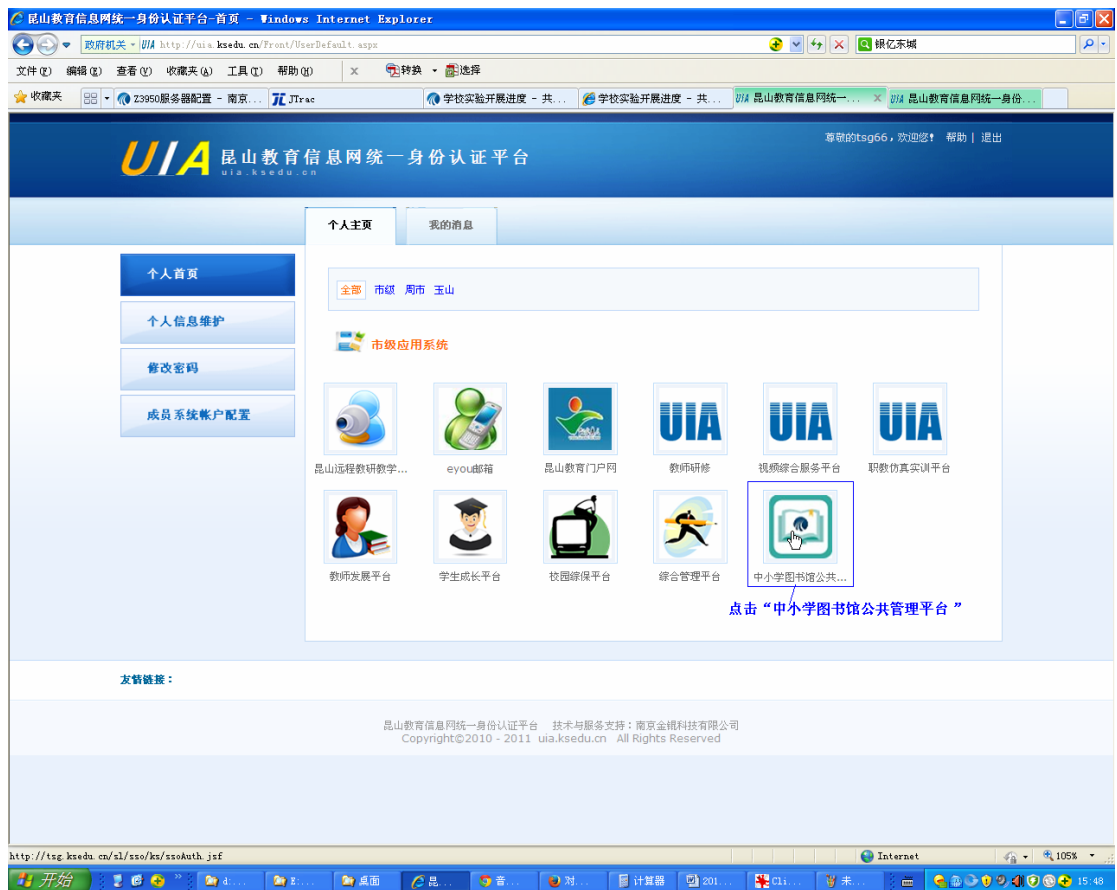 昆山教育信息网统一身份认证平台-首页 - Windows Internet Explorer
政府机关 http://uia.ksedu.cn/Front/UserDefault.aspx 银亿东城
文件(F) 编辑(E) 查看(V) 收藏夹(A) 工具(T) 帮助(H) x 转换 选择
收藏夹 Z3950服务器配置 - 南京... JTrac 学校实验开展进度 - 共... 学校实验开展进度 - 共... UIA 昆山教育信息网统一-... UIA 昆山教育信息网统一身份...
尊敬的tsg66，欢迎您！ 帮助 | 退出
UIA 昆山教育信息网统一身份认证平台
uia.ksedu.cn
个人主页 我的消息
个人首页
个人信息维护
修改密码
成员系统帐户配置
全部 市级 周市 玉山
市级应用系统
UIA UIA UIA
昆山远程教研教学... eyou邮箱 昆山教育门户网 教师研修 视频综合服务平台 职教仿真实训平台
教师发展平台 学生成长平台 校园综保平台 综合管理平台 中小学图书馆公共...
点击“中小学图书馆公共管理平台 ”
友情链接：
昆山教育信息网统一身份认证平台 技术与服务支持：南京金锟科技有限公司
Copyright©2010 - 2011 uia.ksedu.cn All Rights Reserved
http://tsg.ksedu.cn/sl/sso/ks/ssoAuth.jsf Internet 105%
开始 d:... E:... 桌面 昆... 音... 对... 计算器 201... Cli... 未... 15:48